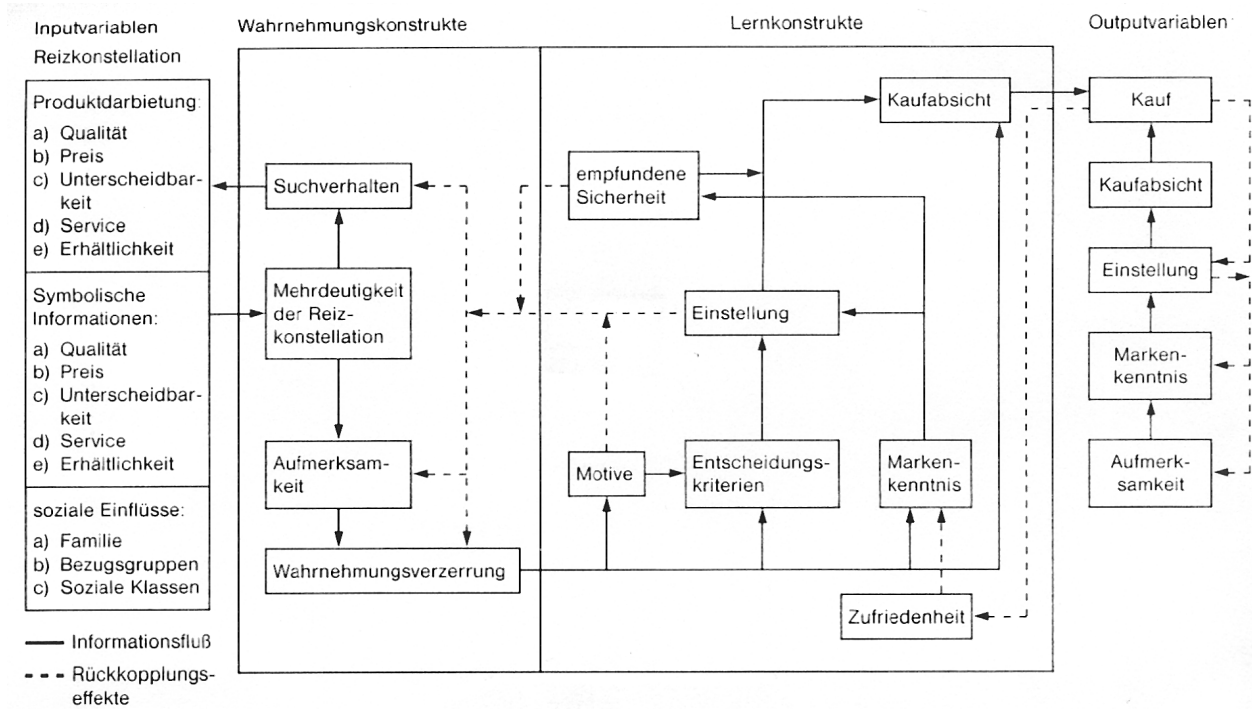 Inputvariablen
Reizkonstellation
Produktdarbietung:
a) Qualität
b) Preis
c) Unterscheidbar-
keit
d) Service
e) Erhältlichkeit
Symbolische
Informationen:
a) Qualität
b) Preis
c) Unterscheidbar-
keit
d) Service
e) Erhältlichkeit
soziale Einflüsse:
a) Familie
b) Bezugsgruppen
c) Soziale Klassen
Informationsfluß
Rückkopplungs-
effekte
Wahrnehmungskonstrukte
Suchverhalten
Mehrdeutigkeit
der Reiz-
konstellation
Aufmerksam-
keit
Wahrnehmungsverzerrung
Lernkonstrukte
Kaufabsicht
empfundene
Sicherheit
Einstellung
Motive
Entscheidungs-
kriterien
Marken-
kenntnis
Zufriedenheit
Outputvariablen
Kauf
Kaufabsicht
Einstellung
Marken-
kenntnis
Aufmerk-
samkeit